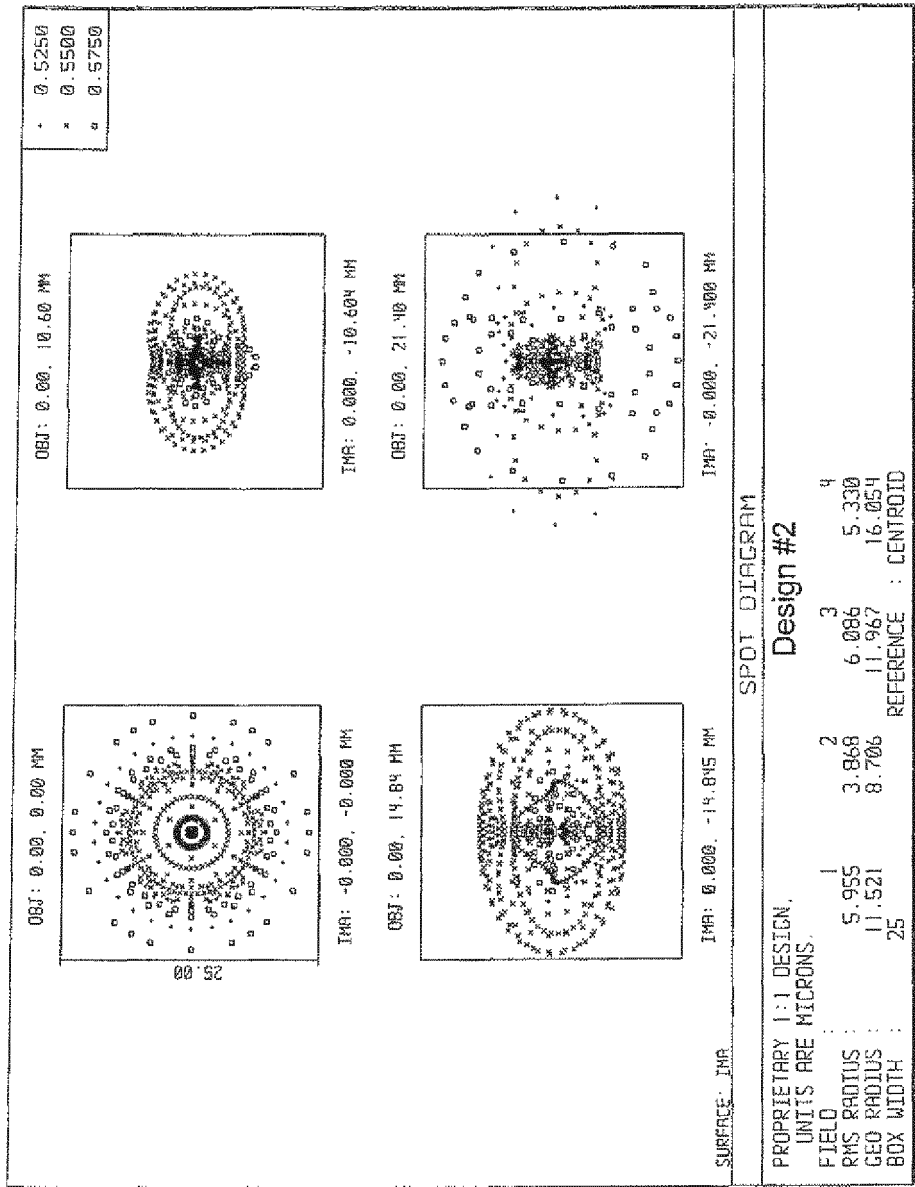 + 0.5250
× 0.5500
□ 0.5750
OBJ: 0.00, 0.00 MM
25.00
IMA: -0.000, -0.000 MM
OBJ: 0.00, 10.60 MM
IMA: 0.000, -10.604 MM
OBJ: 0.00, 14.84 MM
IMA: 0.000, -14.845 MM
OBJ: 0.00, 21.40 MM
IMA: -0.000, -21.400 MM
SURFACE: IMA
SPOT DIAGRAM
PROPRIETARY 1:1 DESIGN.
Design #2
UNITS ARE MICRONS.
FIELD : 1 2 3 4
RMS RADIUS : 5.955 3.868 6.086 5.330
GEO RADIUS : 11.521 8.706 11.967 16.054
BOX WIDTH : 25 REFERENCE : CENTROID